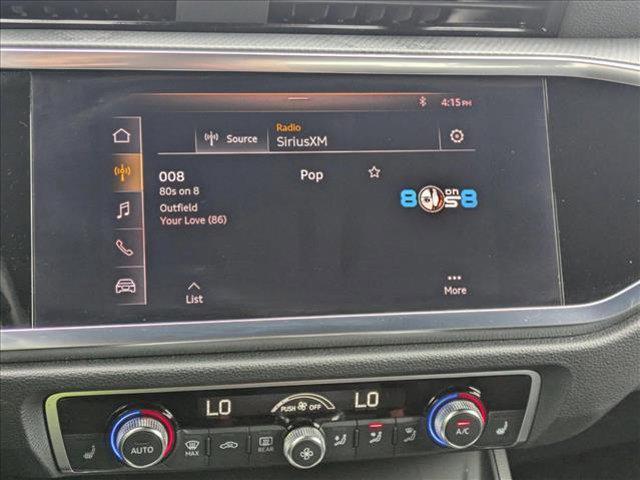 4:15 PM
Radio
Source SiriusXM
008 Pop
80s on 8
80s on 8
Outfield
Your Love (86)
List More
LO PUSH OFF LO
AUTO MAX REAR A/C